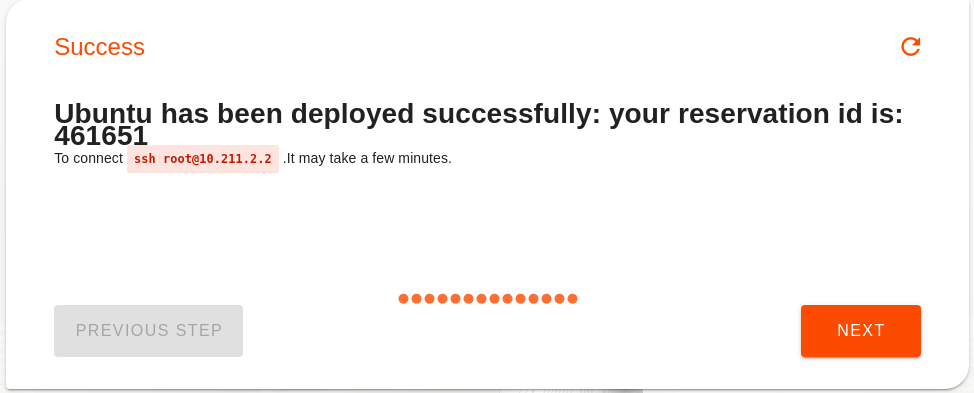 Success
Ubuntu has been deployed successfully: your reservation id is:
461651
To connect ssh root@10.211.2.2 .It may take a few minutes.
PREVIOUS STEP
NEXT